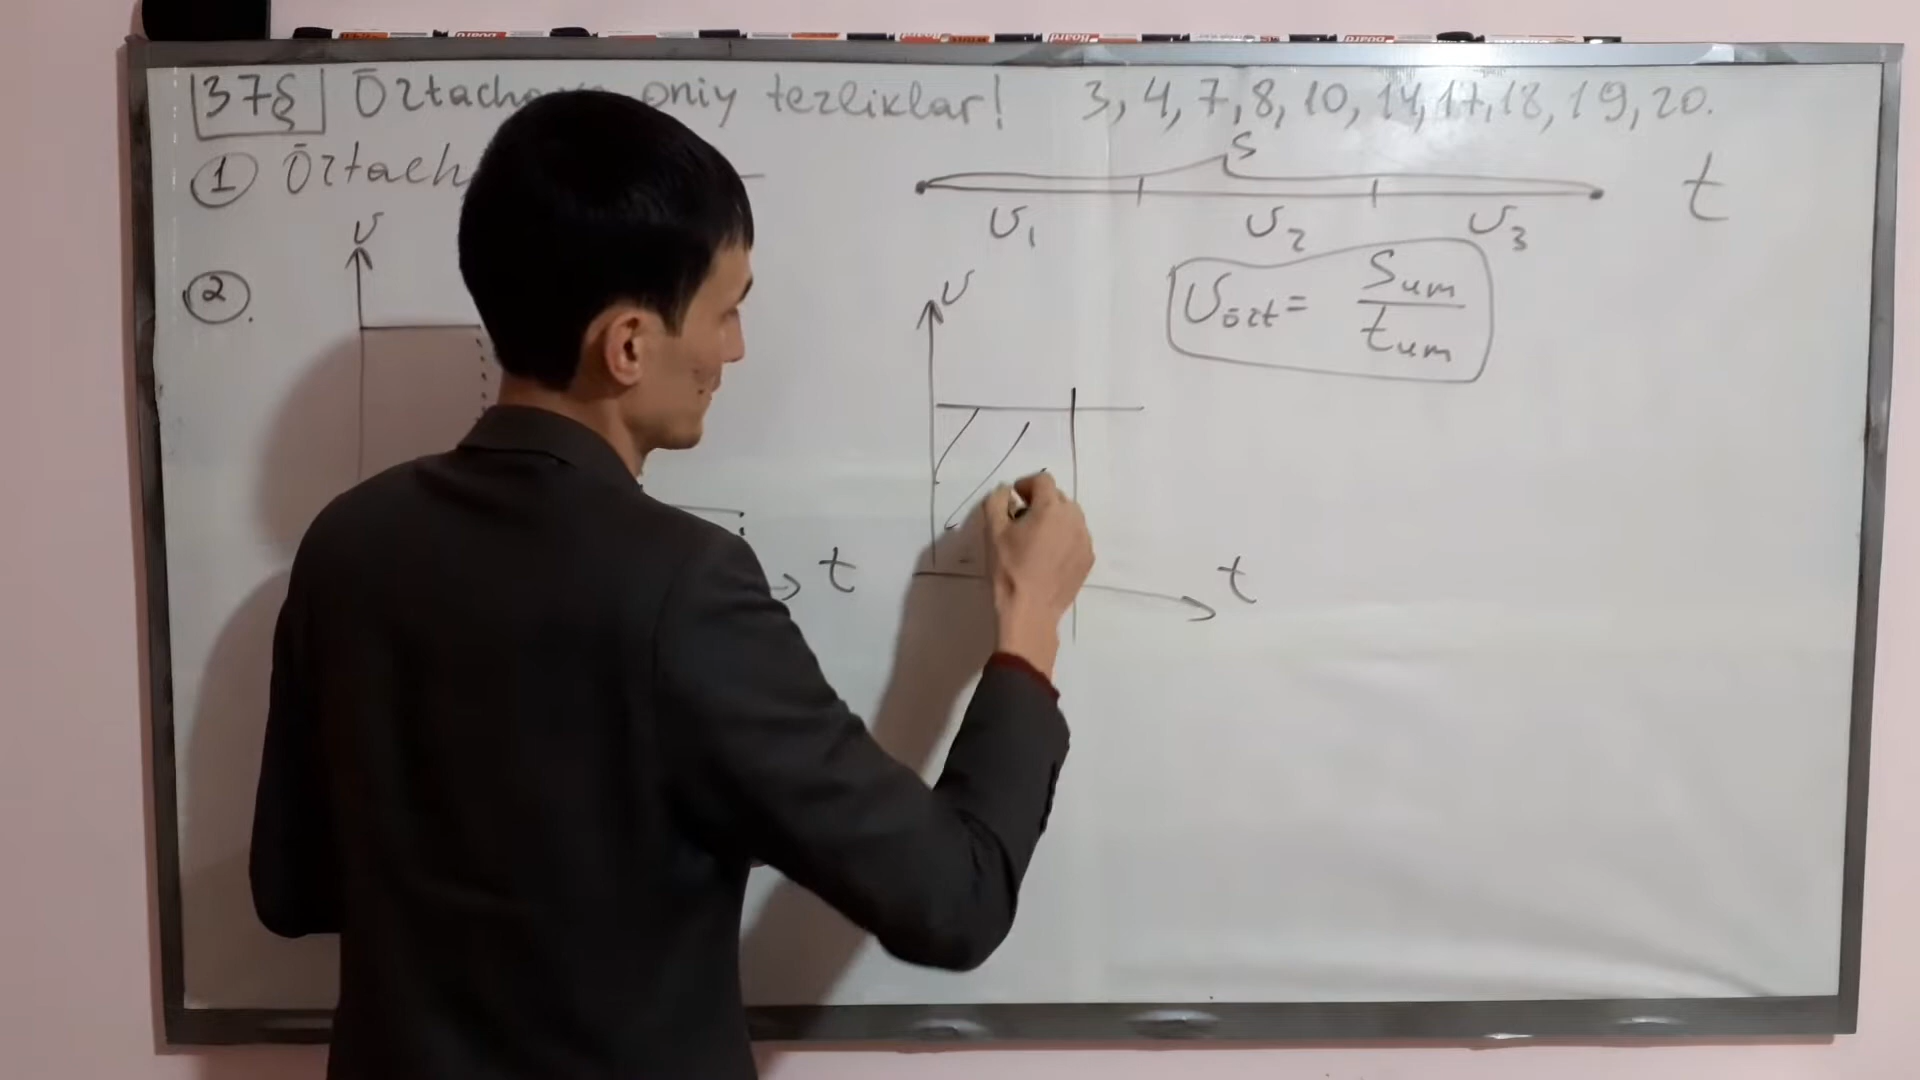 37§ Ōrtacha oniy tezliklar! 3, 4, 7, 8, 10, 14, 17, 18, 19, 20.
① Ōrtach
S
t
υ₁ υ₂ υ₃
②.
υ
υ
υōrt = Sum / tum
t
t